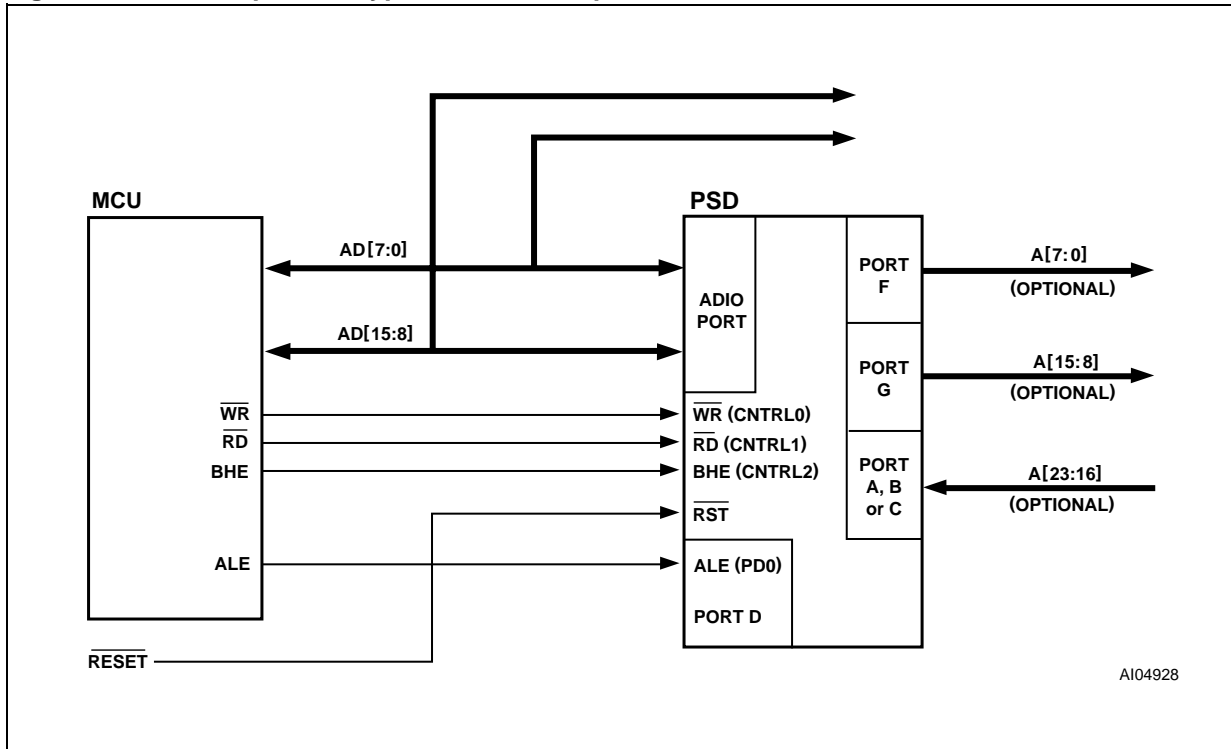 MCU
PSD
AD[7:0]
AD[15:8]
ADIO
PORT
PORT
F
A[7:0]
(OPTIONAL)
PORT
G
A[15:8]
(OPTIONAL)
PORT
A, B
or C
A[23:16]
(OPTIONAL)
WR
RD
BHE
ALE
WR (CNTRL0)
RD (CNTRL1)
BHE (CNTRL2)
RST
ALE (PD0)
PORT D
RESET
AI04928